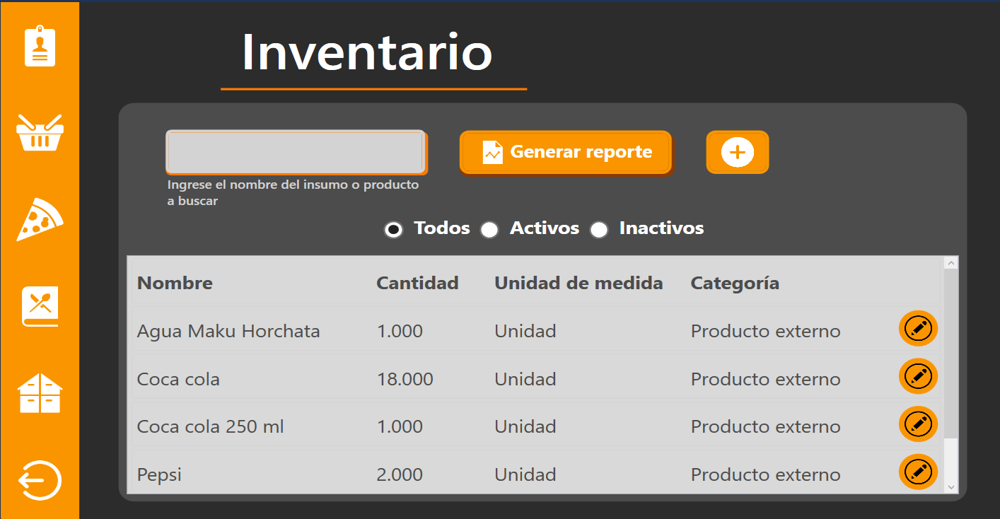 Inventario
Generar reporte
Ingrese el nombre del insumo o producto
a buscar
Todos Activos Inactivos
Nombre Cantidad Unidad de medida Categoría
Agua Maku Horchata 1.000 Unidad Producto externo
Coca cola 18.000 Unidad Producto externo
Coca cola 250 ml 1.000 Unidad Producto externo
Pepsi 2.000 Unidad Producto externo